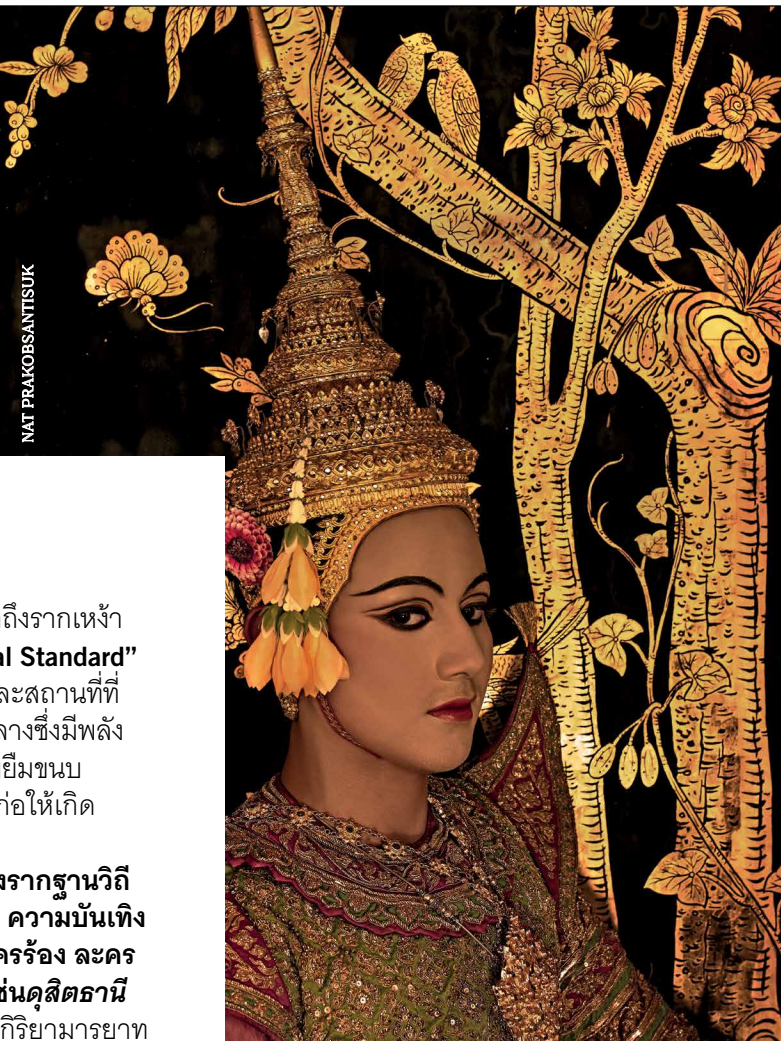 NAT PRAKOBSANTISUK
ถึงรากเหง้า
al Standard”
ละสถานที่ที่
ลางซึ่งมีพลัง
ยืมขนบ
ก่อให้เกิด
งรากฐานวิถี
ความบันเทิง
ครร้อง ละคร
ช่นดุสิตธานี
กิริยามารยาท